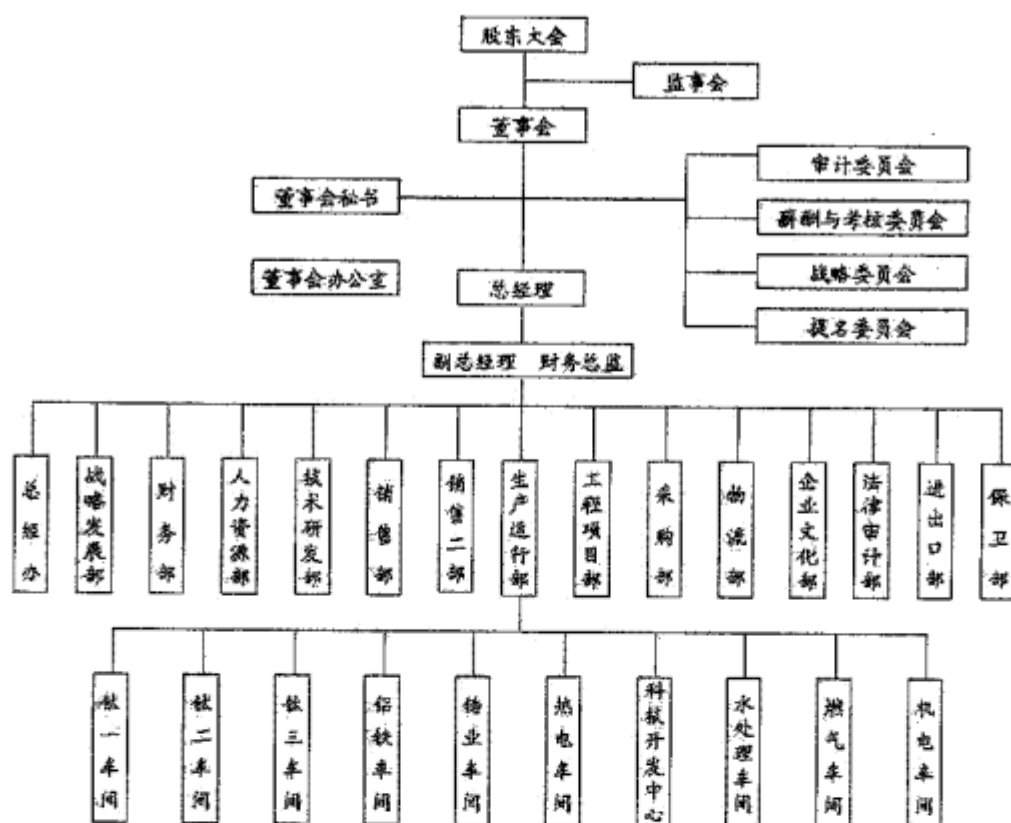 股东大会
监事会
董事会
审计委员会
董事会秘书
薪酬与考核委员会
董事会办公室
战略委员会
总经理
提名委员会
副总经理 财务总监
总经办
战略发展部
财务部
人力资源部
技术研发部
销售部
销售二部
生产运行部
工程项目部
采购部
物流部
企业文化部
法律审计部
进出口部
保卫部
钛一车间
钛二车间
钛三车间
铝铁车间
热电车间
科技开发中心
水处理车间
燃气车间
机电车间